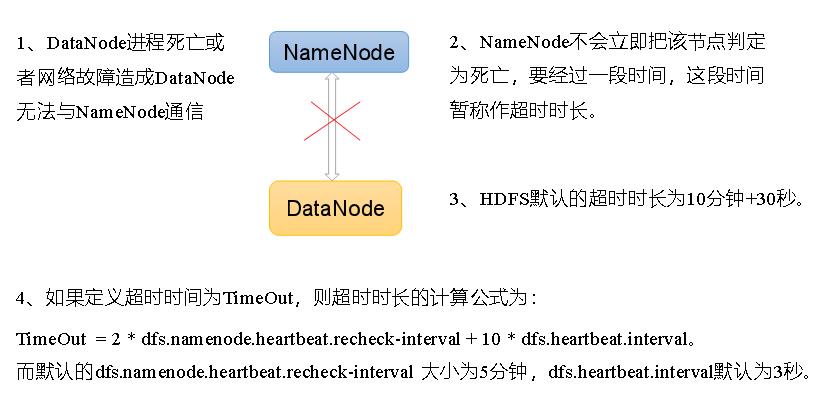 1、DataNode进程死亡或
者网络故障造成DataNode
无法与NameNode通信
NameNode
DataNode
2、NameNode不会立即把该节点判定
为死亡，要经过一段时间，这段时间
暂称作超时时长。
3、HDFS默认的超时时长为10分钟+30秒。
4、如果定义超时时间为TimeOut，则超时时长的计算公式为：
TimeOut = 2 * dfs.namenode.heartbeat.recheck-interval + 10 * dfs.heartbeat.interval。
而默认的dfs.namenode.heartbeat.recheck-interval 大小为5分钟，dfs.heartbeat.interval默认为3秒。